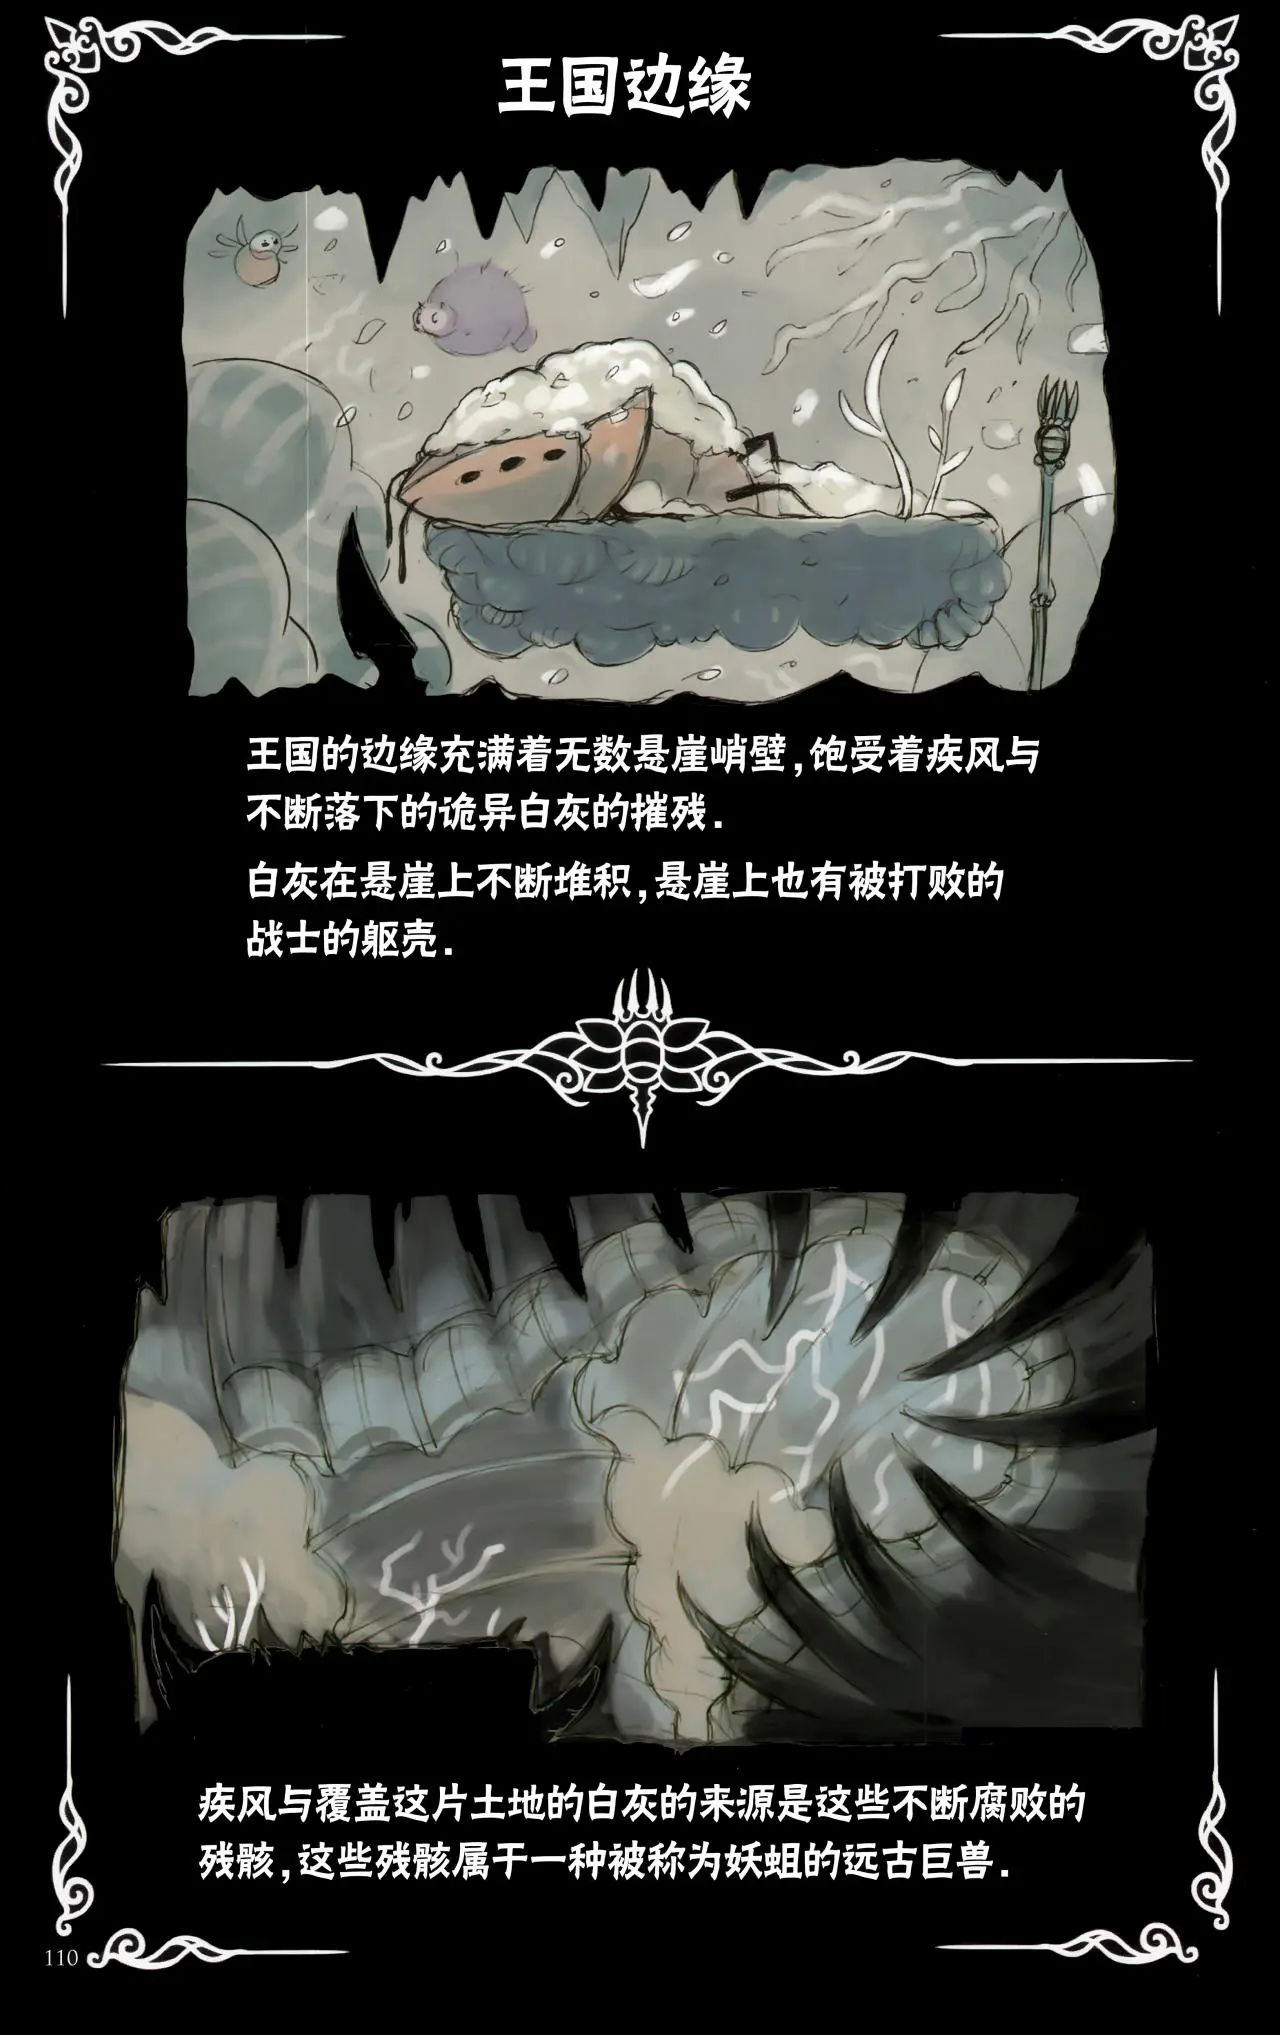 王国边缘
王国的边缘充满着无数悬崖峭壁，饱受着疾风与
不断落下的诡异白灰的摧残.
白灰在悬崖上不断堆积，悬崖上也有被打败的
战士的躯壳.
疾风与覆盖这片土地的白灰的来源是这些不断腐败的
残骸，这些残骸属于一种被称为妖蛆的远古巨兽.
110